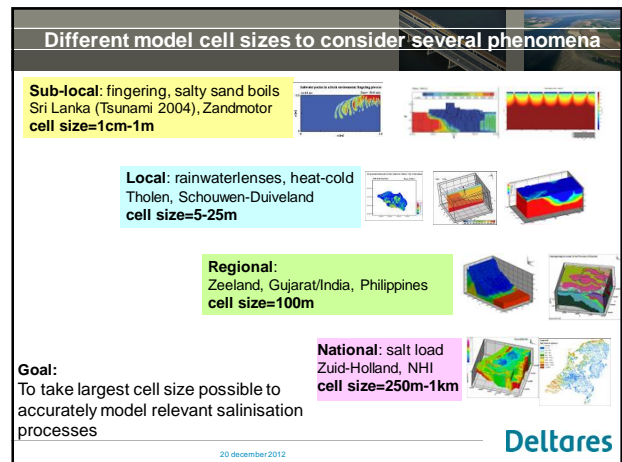 Different model cell sizes to consider several phenomena
Sub-local: fingering, salty sand boils
Sri Lanka (Tsunami 2004), Zandmotor
cell size=1cm-1m
Local: rainwaterlenses, heat-cold
Tholen, Schouwen-Duiveland
cell size=5-25m
Regional:
Zeeland, Gujarat/India, Philippines
cell size=100m
National: salt load
Zuid-Holland, NHI
cell size=250m-1km
Goal:
To take largest cell size possible to
accurately model relevant salinisation
processes
20 december 2012
Deltares